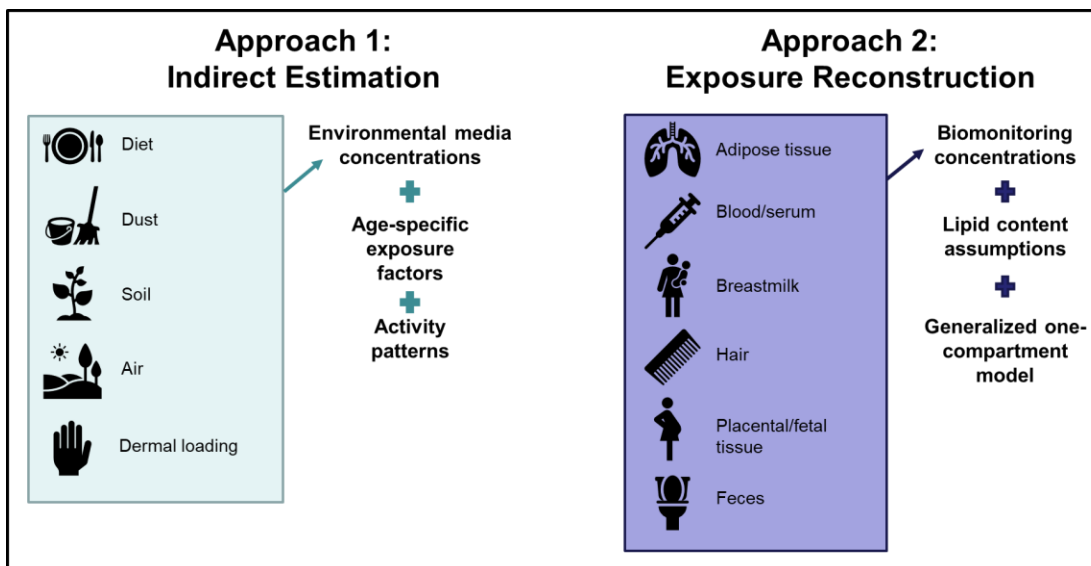 Approach 1:
Indirect Estimation
Diet
Dust
Soil
Air
Dermal loading
Environmental media
concentrations
Age-specific
exposure
factors
Activity
patterns
Approach 2:
Exposure Reconstruction
Adipose tissue
Blood/serum
Breastmilk
Hair
Placental/fetal
tissue
Feces
Biomonitoring
concentrations
Lipid content
assumptions
Generalized one-
compartment
model